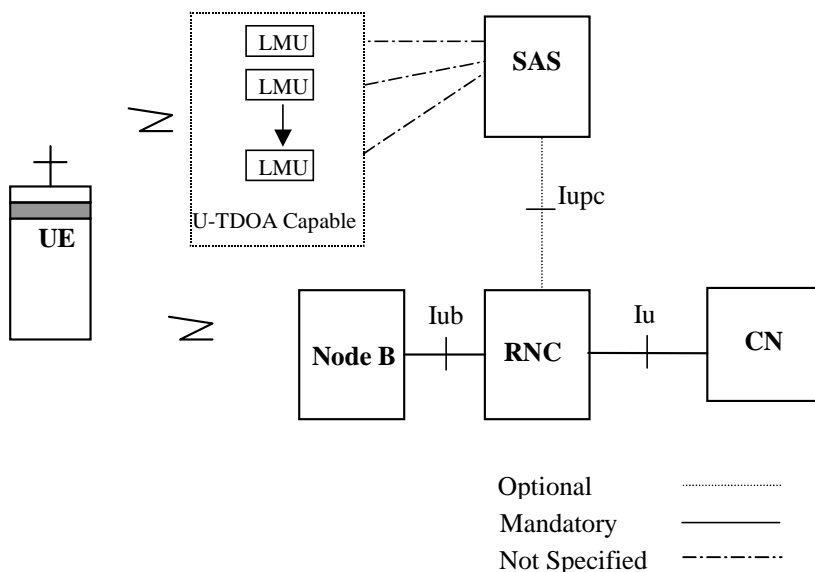 LMU
SAS
LMU
LMU
Iupc
U-TDOA Capable
UE
Iub
Iu
Node B
RNC
CN
Optional
Mandatory
Not Specified